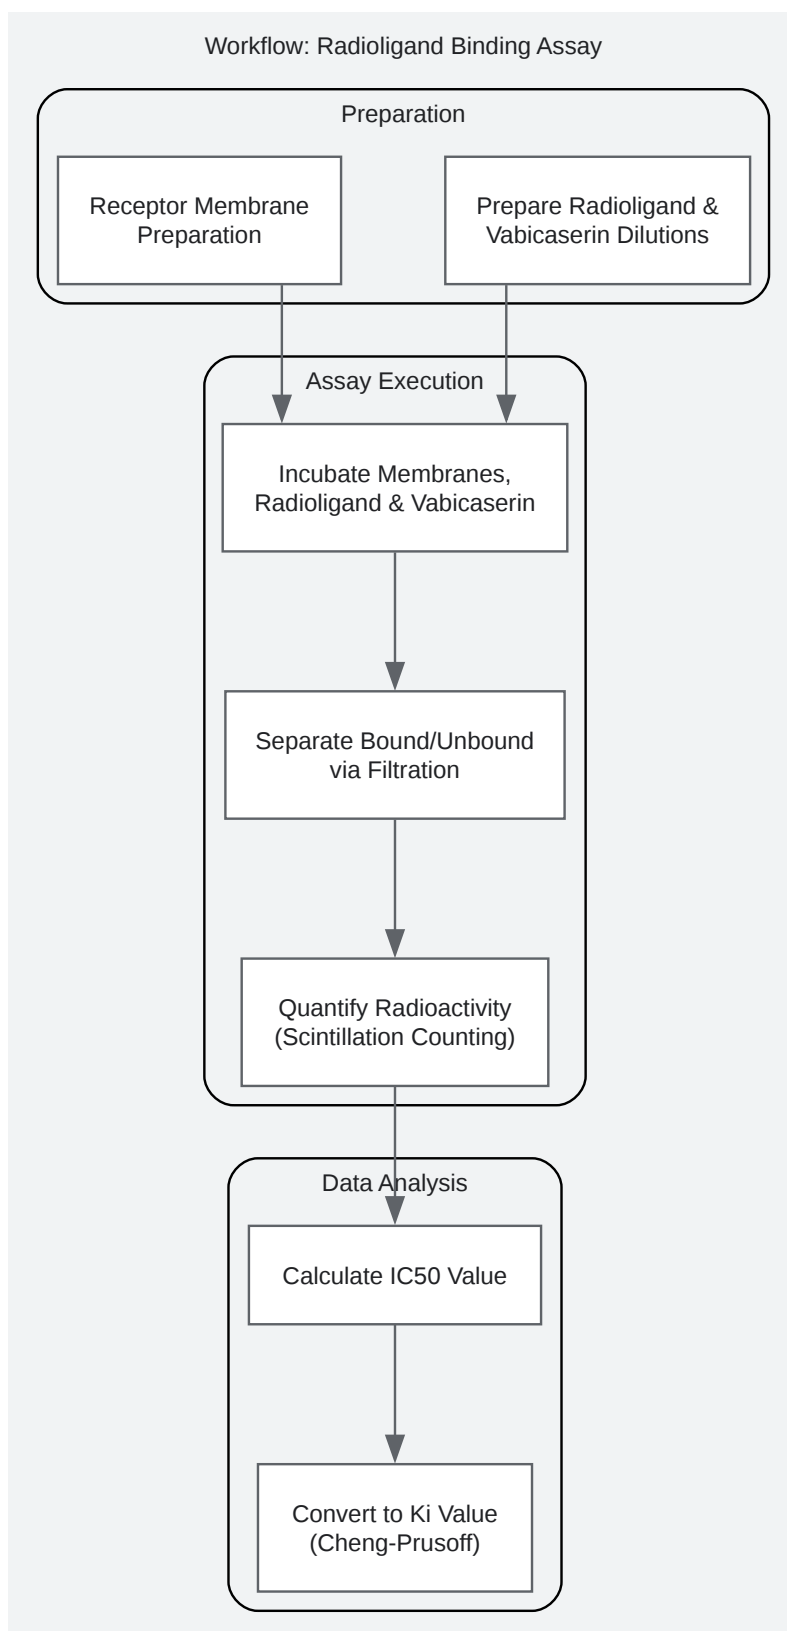 Workflow: Radioligand Binding Assay
Preparation
Receptor Membrane
Preparation
Prepare Radioligand &
Vabicaserin Dilutions
Assay Execution
Incubate Membranes,
Radioligand & Vabicaserin
Separate Bound/Unbound
via Filtration
Quantify Radioactivity
(Scintillation Counting)
Data Analysis
Calculate IC50 Value
Convert to Ki Value
(Cheng-Prusoff)